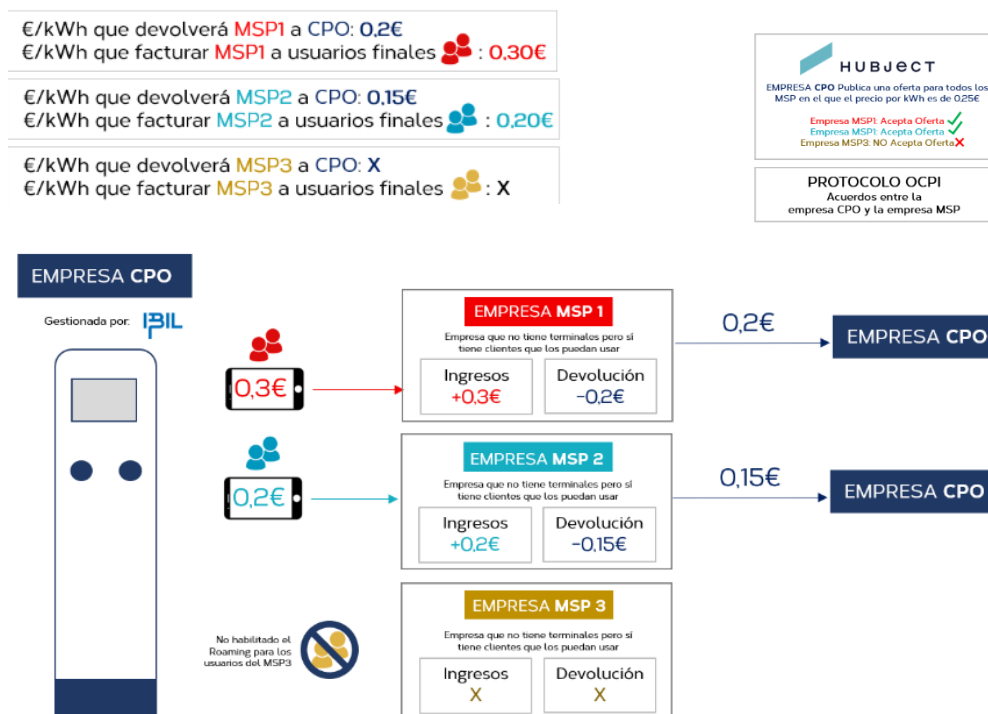 €/kWh que devolverá MSP1 a CPO: 0,2€
€/kWh que facturar MSP1 a usuarios finales : 0,30€
€/kWh que devolverá MSP2 a CPO: 0,15€
€/kWh que facturar MSP2 a usuarios finales : 0,20€
€/kWh que devolverá MSP3 a CPO: X
€/kWh que facturar MSP3 a usuarios finales : X
HUBJECT
EMPRESA CPO Publica una oferta para todos los
MSP en el que el precio por kWh es de 0,25€
Empresa MSP1: Acepta Oferta
Empresa MSP1: Acepta Oferta
Empresa MSP3: NO Acepta Oferta
PROTOCOLO OCPI
Acuerdos entre la
empresa CPO y la empresa MSP
EMPRESA CPO
Gestionada por: IBIL
0,3€
EMPRESA MSP 1
Empresa que no tiene terminales pero sí
tiene clientes que los puedan usar
Ingresos
+0,3€
Devolución
-0,2€
0,2€
EMPRESA CPO
0,2€
EMPRESA MSP 2
Empresa que no tiene terminales pero sí
tiene clientes que los puedan usar
Ingresos
+0,2€
Devolución
-0,15€
0,15€
EMPRESA CPO
No habilitado el
Roaming para los
usuarios del MSP3
EMPRESA MSP 3
Empresa que no tiene terminales pero sí
tiene clientes que los puedan usar
Ingresos
X
Devolución
X